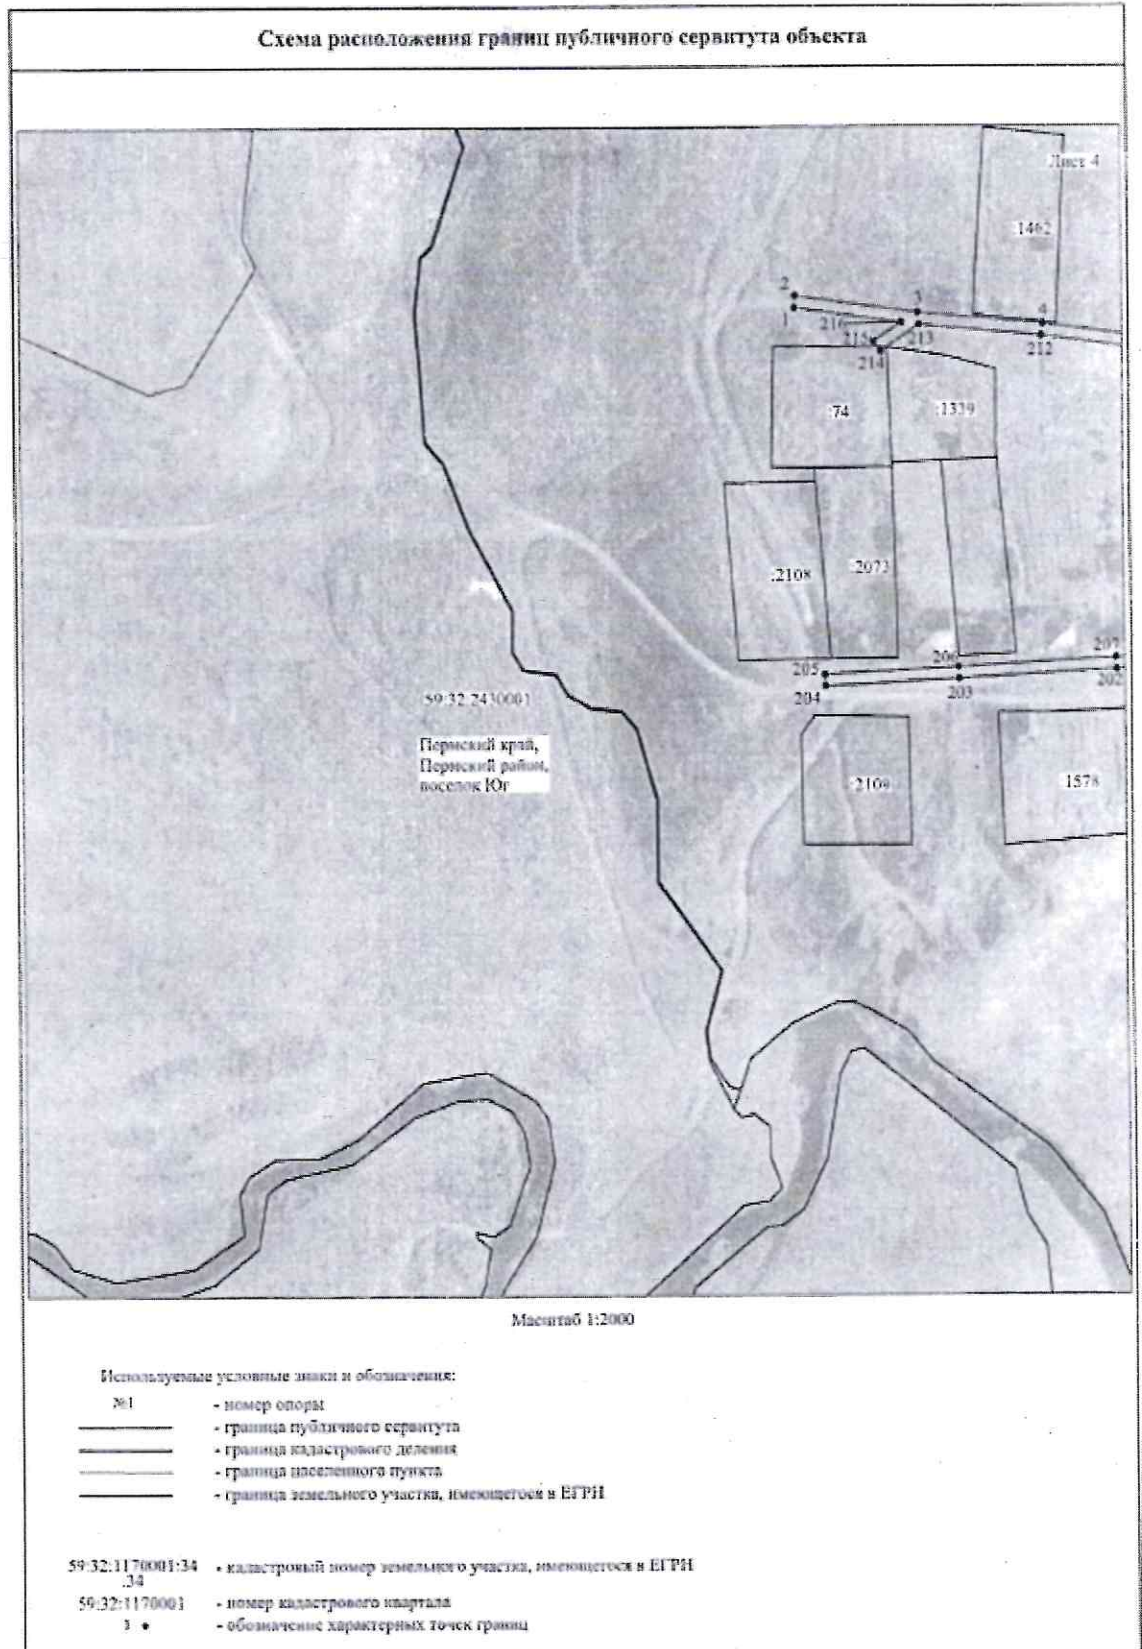 Схема расположения границ публичного сервитута объекта
Лист 4
:1462
2
3
4
1
216
213
212
215
214
:74
:1339
:2108
:2073
207
206
205
202
204
203
59:32:2430001
Пермский край,
Пермский район,
поселок Юг
:2109
:1578
Масштаб 1:2000
Используемые условные знаки и обозначения:
№1 - номер опоры
- граница публичного сервитута
- граница кадастрового деления
- граница населенного пункта
- граница земельного участка, имеющегося в ЕГРН
59:32:1170001:34 - кадастровый номер земельного участка, имеющегося в ЕГРН
:34
59:32:1170001 - номер кадастрового квартала
1 - обозначение характерных точек границ